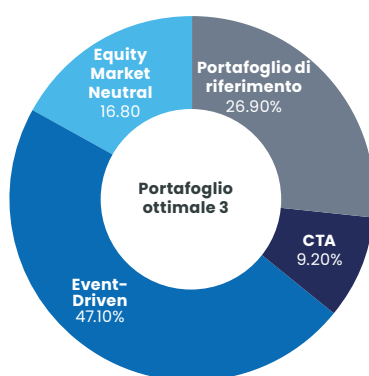 Equity
Market
Neutral
16.80
Portafoglio di
riferimento
26.90%
Portafoglio
ottimale 3
CTA
9.20%
Event-
Driven
47.10%